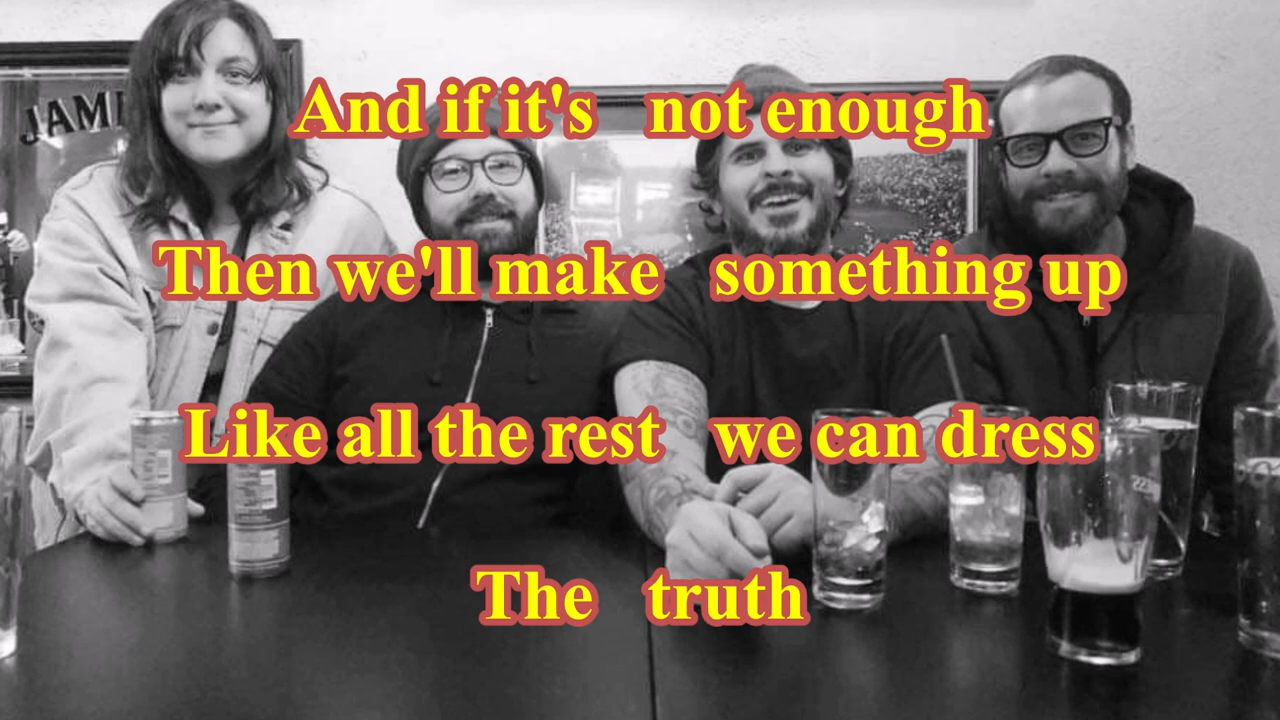 JAM
And if it's not enough
Then we'll make something up
Like all the rest we can dress
The truth